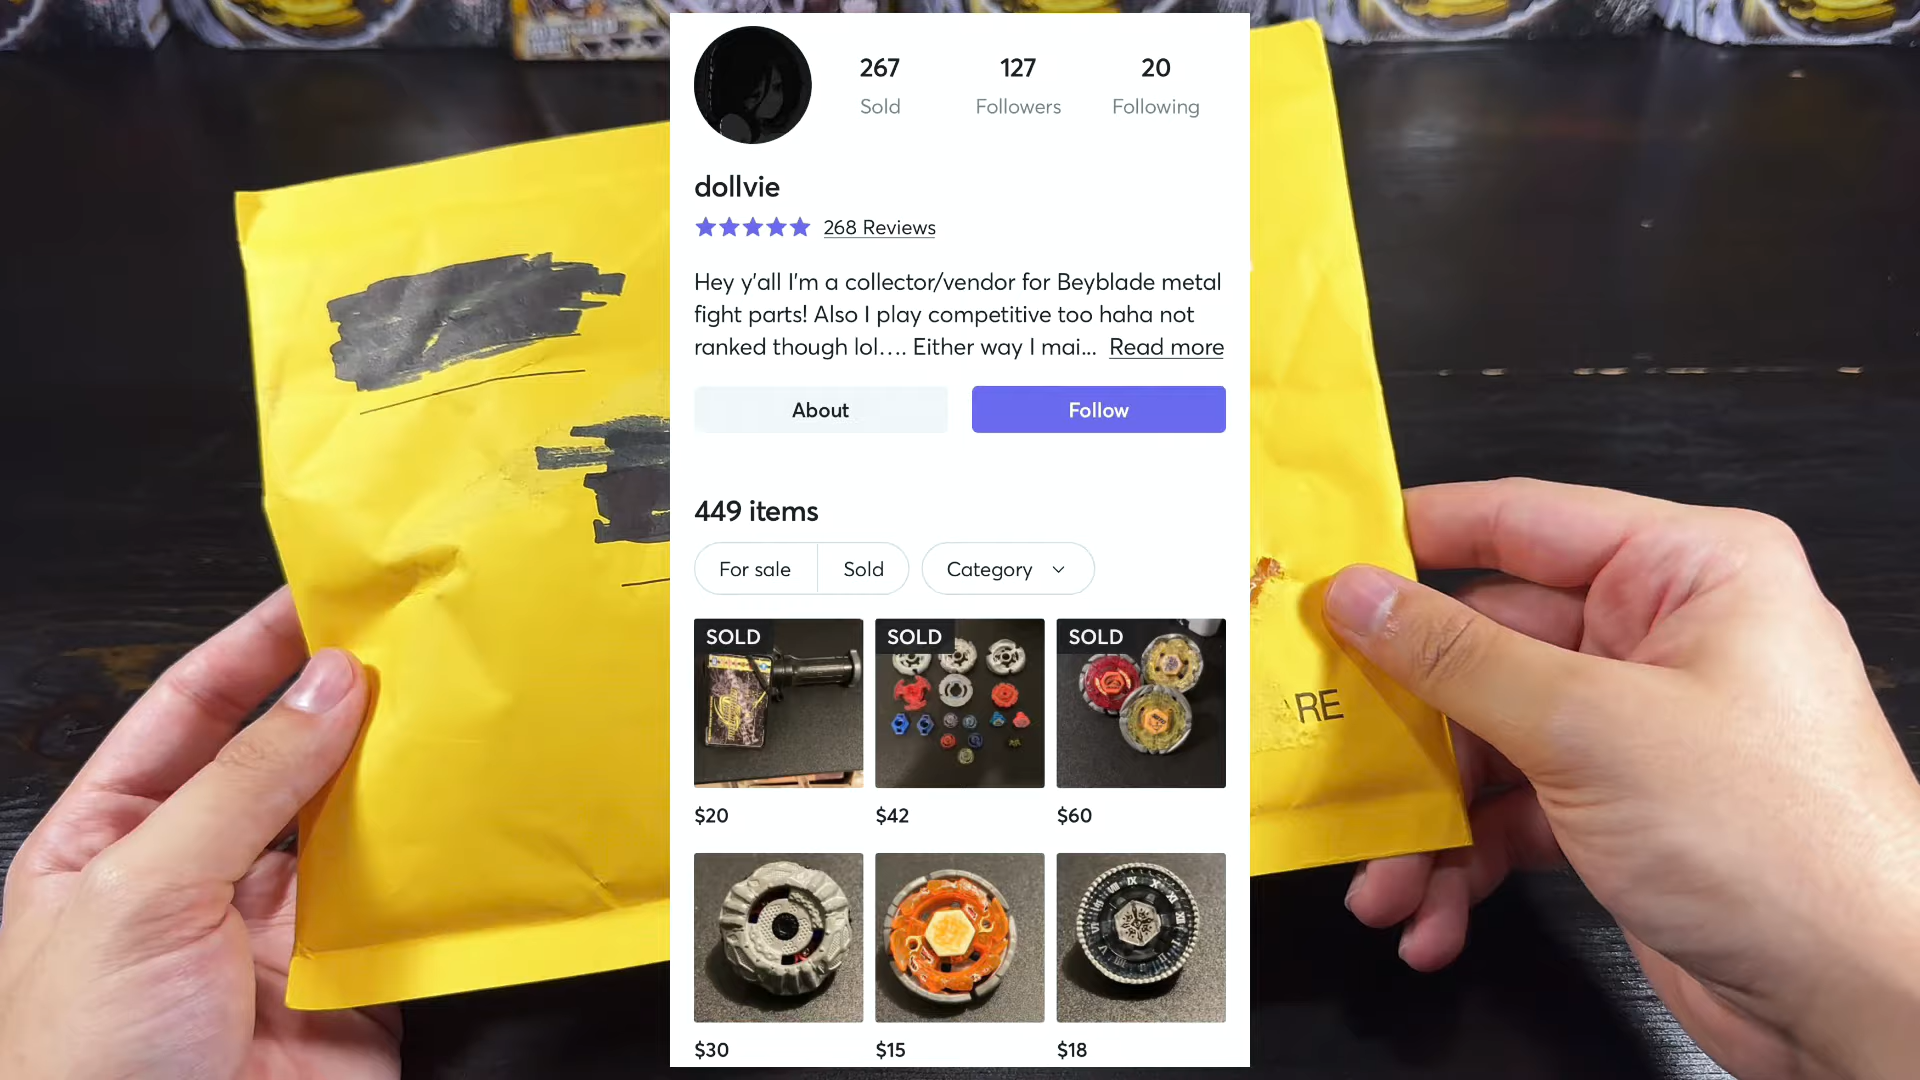 267
127
20
Sold
Followers
Following
dollvie
268 Reviews
Hey y'all I'm a collector/vendor for Beyblade metal
fight parts! Also I play competitive too haha not
ranked though lol.... Either way I mai... Read more
About
Follow
449 items
For sale
Sold
Category
SOLD
SOLD
SOLD
$20
$42
$60
$30
$15
$18
RE